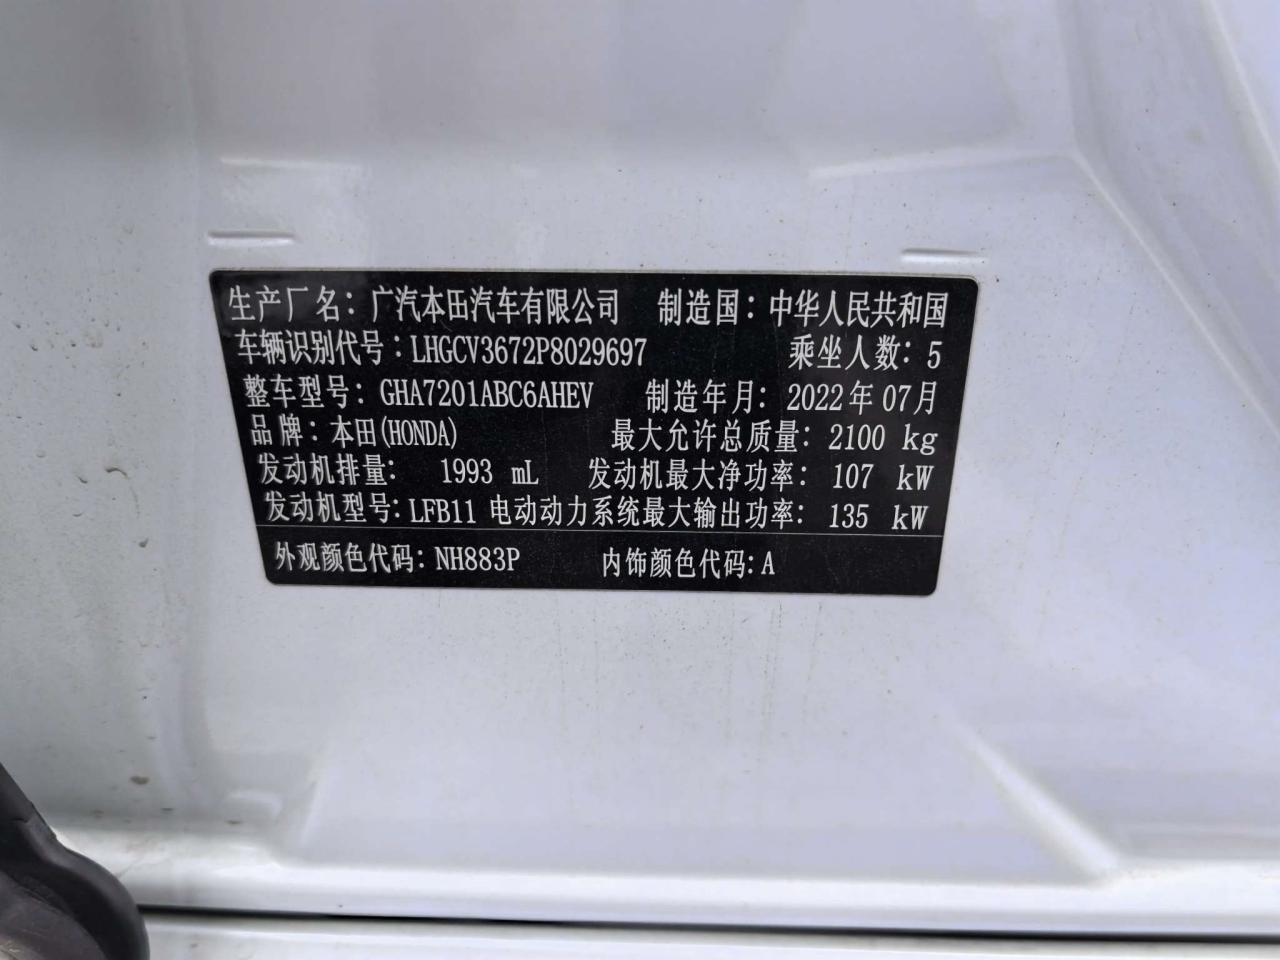 生产厂名：广汽本田汽车有限公司 制造国：中华人民共和国
车辆识别代号：LHGCV3672P8029697 乘坐人数：5
整车型号：GHA7201ABC6AHEV 制造年月：2022年07月
品牌：本田(HONDA) 最大允许总质量：2100 kg
发动机排量： 1993 mL 发动机最大净功率：107 kW
发动机型号：LFB11 电动动力系统最大输出功率：135 kW
外观颜色代码：NH883P 内饰颜色代码：A